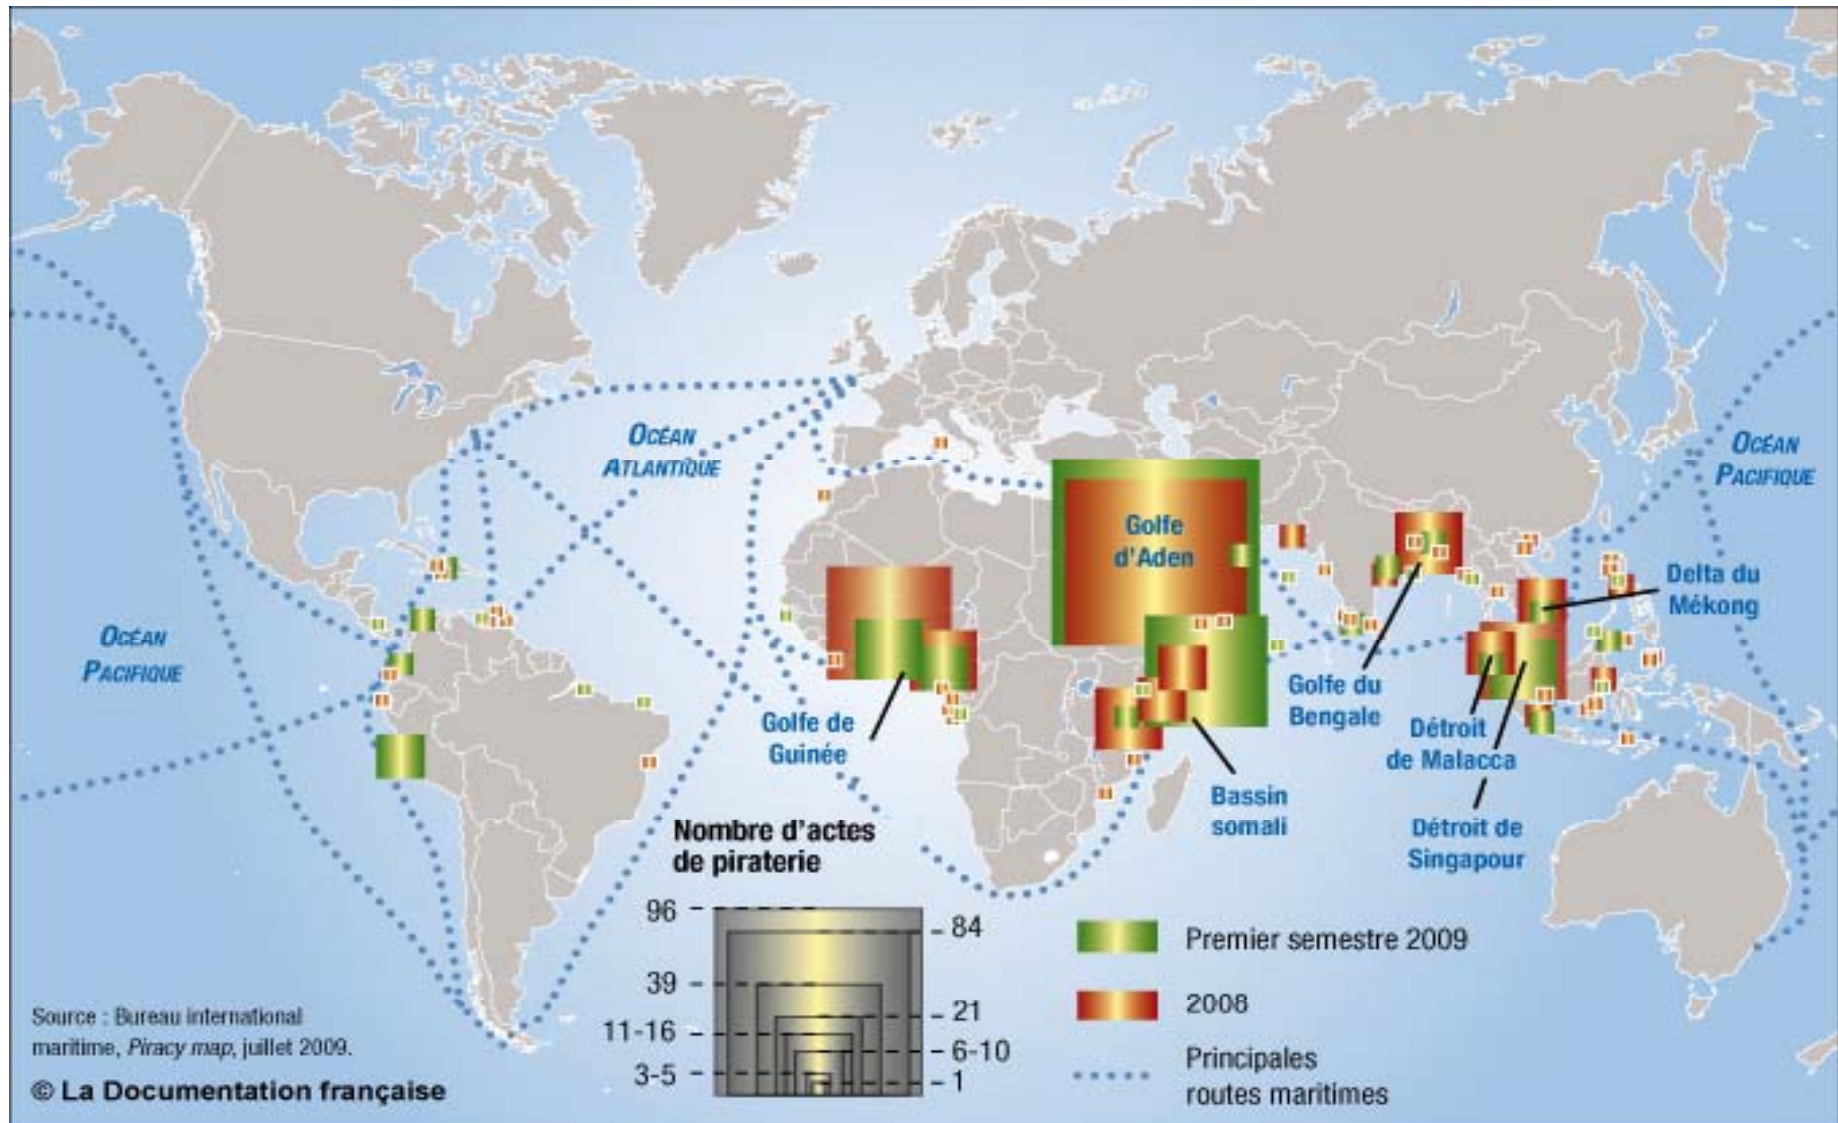 OCÉAN
ATLANTIQUE
OCÉAN
PACIFIQUE
Golfe
d'Aden
Delta du
Mékong
OCÉAN
PACIFIQUE
Golfe de
Guinée
Golfe du
Bengale
Détroit
de Malacca
Bassin
somali
Détroit de
Singapour
Nombre d'actes
de piraterie
96
84
39
21
11-16
6-10
3-5
1
Premier semestre 2009
2008
Principales
routes maritimes
Source : Bureau international
maritime, Piracy map, juillet 2009.
© La Documentation française